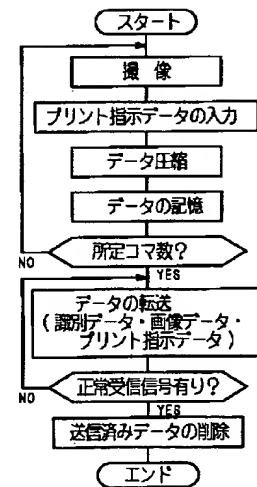 スタート
撮 像
プリント指示データの入力
データ圧縮
データの記憶
所定コマ数?
NO
YES
データの転送
(識別データ・画像データ・
プリント指示データ)
正常受信信号有り?
NO
YES
送信済みデータの削除
エンド